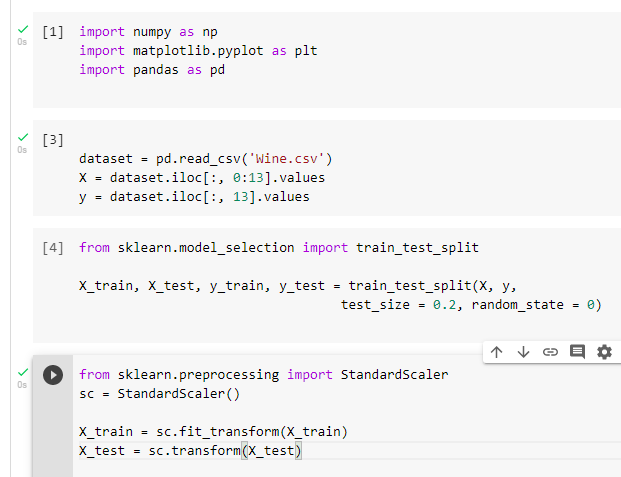 [1] import numpy as np
0s
import matplotlib.pyplot as plt
import pandas as pd
[3]
0s
dataset = pd.read_csv('Wine.csv')
X = dataset.iloc[:, 0:13].values
y = dataset.iloc[:, 13].values
[4] from sklearn.model_selection import train_test_split
X_train, X_test, y_train, y_test = train_test_split(X, y,
test_size = 0.2, random_state = 0)
from sklearn.preprocessing import StandardScaler
0s
sc = StandardScaler()
X_train = sc.fit_transform(X_train)
X_test = sc.transform(X_test)